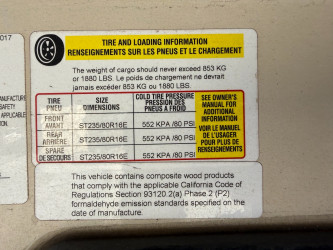 017
TIRE AND LOADING INFORMATION
RENSEIGNEMENTS SUR LES PNEUS ET LE CHARGEMENT
The weight of cargo should never exceed 853 KG
or 1880 LBS. Le poids de chargement ne devrait
jamais excéder 853 KG ou 1880 LBS.
MANUFACTURE
SAFETY
APPLICABLE
TIRE
PNEU
SIZE
DIMENSIONS
COLD TIRE PRESSURE
PRESSION DES
PNEUS A FROID
SEE OWNER'S
MANUAL FOR
ADDITIONAL
INFORMATION
VOIR LE MANUEL
DE L'USAGER
POUR PLUS DE
RENSEIGNEMENTS
FRONT
AVANT
ST235/80R16E
552 KPA /80 PSI
REAR
ARRIÈRE
ST235/80R16E
552 KPA /80 PSI
SPARE
DE SECOURS
ST235/80R16E
552 KPA /80 PSI
This vehicle contains composite wood products
that comply with the applicable California Code of
Regulations Section 93120.2(a) Phase 2 (P2)
formaldehyde emission standards specified on the
date of manufacture.